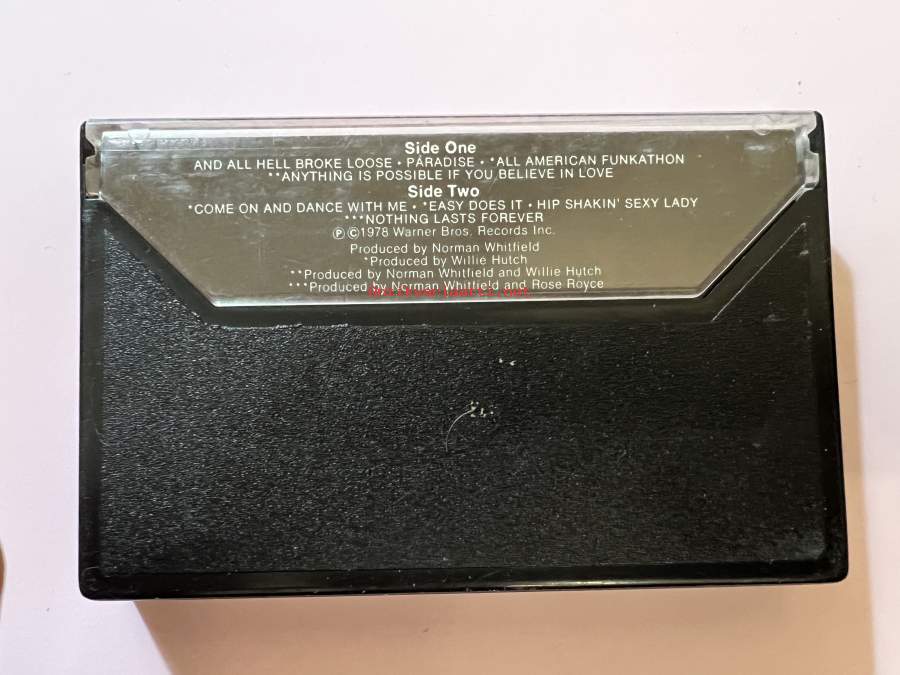 Side One
AND ALL HELL BROKE LOOSE • PARADISE • *ALL AMERICAN FUNKATHON
**ANYTHING IS POSSIBLE IF YOU BELIEVE IN LOVE
Side Two
*COME ON AND DANCE WITH ME • *EASY DOES IT • HIP SHAKIN' SEXY LADY
***NOTHING LASTS FOREVER
℗©1978 Warner Bros. Records Inc.
Produced by Norman Whitfield
*Produced by Willie Hutch
**Produced by Norman Whitfield and Willie Hutch
***Produced by Norman Whitfield and Rose Royce